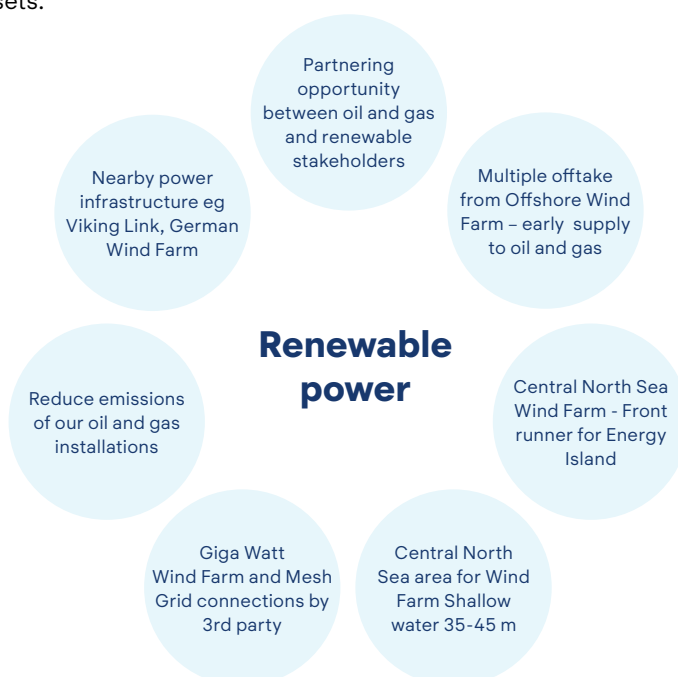 sets.
Partnering
opportunity
between oil and gas
and renewable
stakeholders
Nearby power
infrastructure eg
Viking Link, German
Wind Farm
Multiple offtake
from Offshore Wind
Farm – early supply
to oil and gas
Renewable
power
Reduce emissions
of our oil and gas
installations
Central North Sea
Wind Farm - Front
runner for Energy
Island
Giga Watt
Wind Farm and Mesh
Grid connections by
3rd party
Central North
Sea area for Wind
Farm Shallow
water 35-45 m